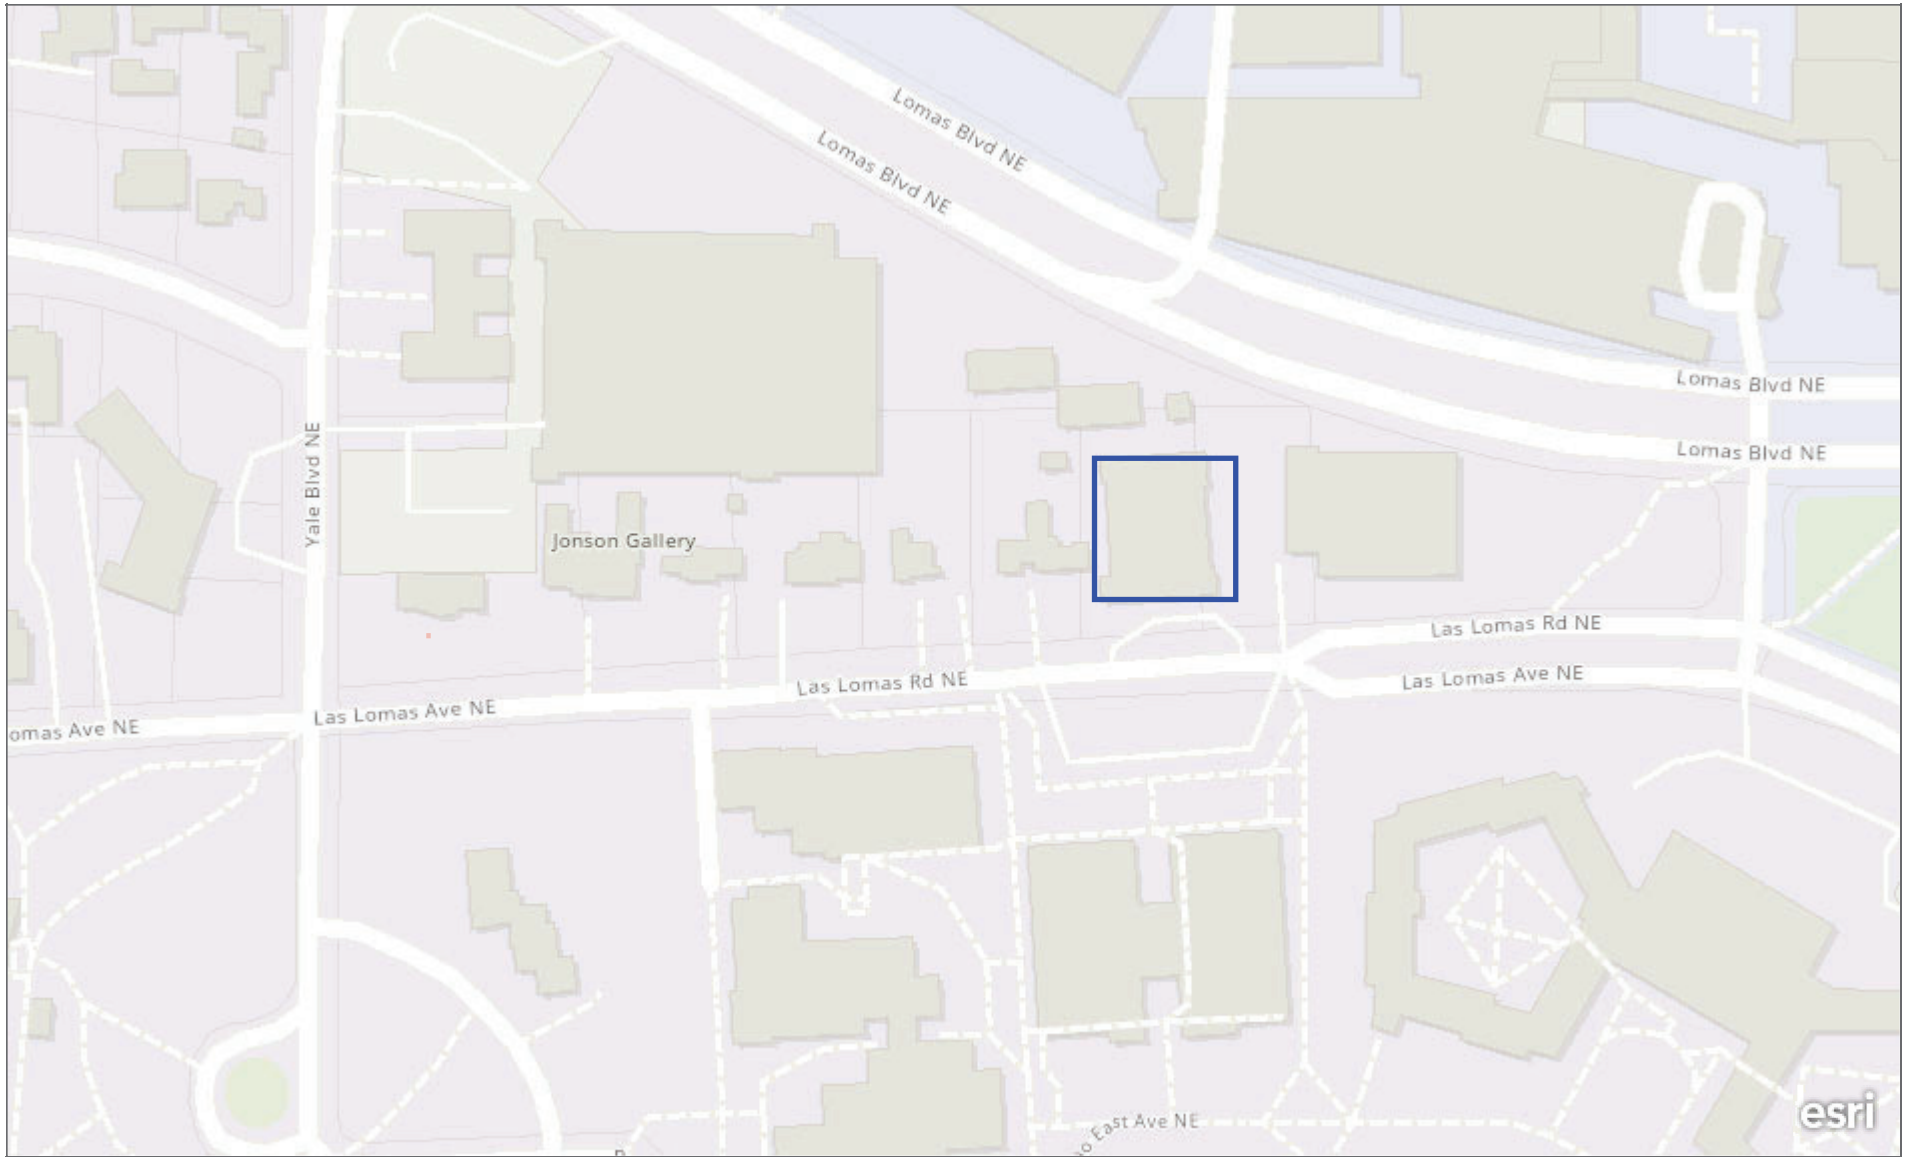 Lomas Blvd NE
Lomas Blvd NE
Lomas Blvd NE
Lomas Blvd NE
Yale Blvd NE
Jonson Gallery
Las Lomas Rd NE
Las Lomas Rd NE
Las Lomas Ave NE
Las Lomas Ave NE
omas Ave NE
o East Ave NE
esri